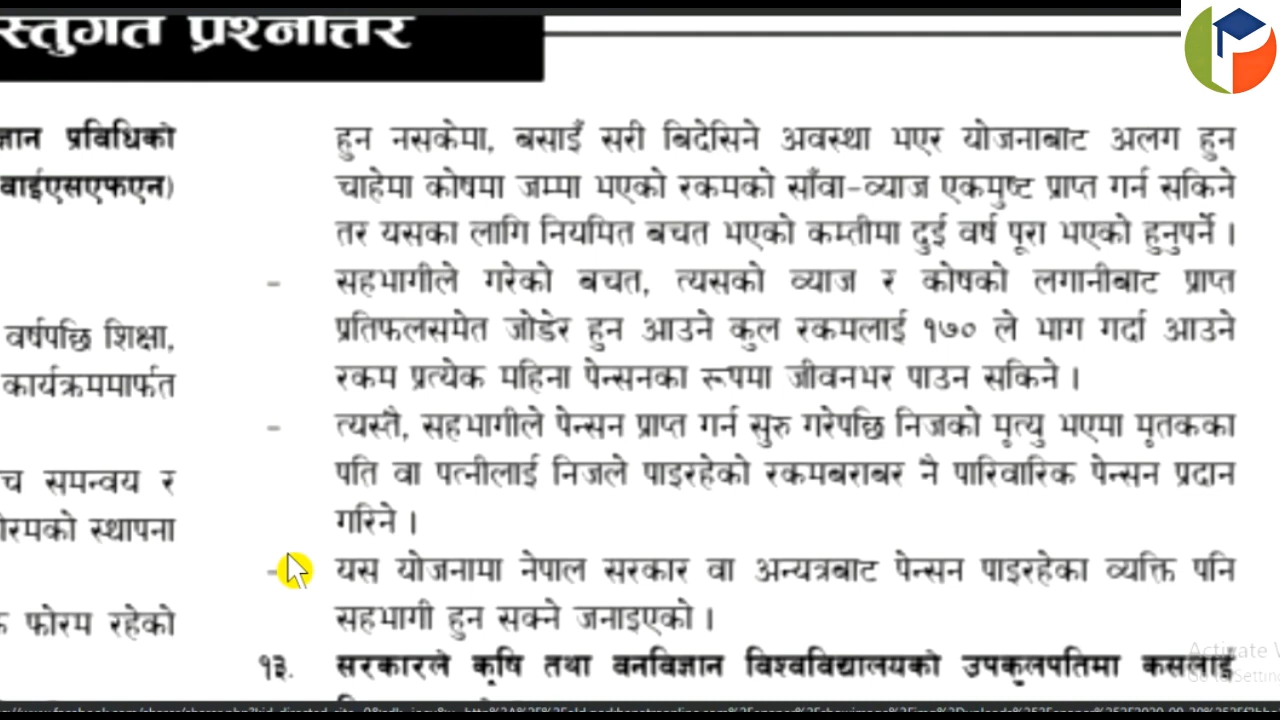 स्तुगत प्रश्नोत्तर
ज्ञान प्रविधिको
वाईएसएफएन)
वर्षपछि शिक्षा,
कार्यक्रममार्फत
च समन्वय र
ोरमको स्थापना
फोरम रहेको
हुन नसकेमा, बसाइँ सरी बिदेसिने अवस्था भएर योजनाबाट अलग हुन
चाहेमा कोषमा जम्मा भएको रकमको साँवा-व्याज एकमुष्ट प्राप्त गर्न सकिने
तर यसका लागि नियमित बचत भएको कम्तीमा दुई वर्ष पूरा भएको हुनुपर्ने ।
- सहभागीले गरेको बचत, त्यसको व्याज र कोषको लगानीबाट प्राप्त
प्रतिफलसमेत जोडेर हुन आउने कुल रकमलाई १७० ले भाग गर्दा आउने
रकम प्रत्येक महिना पेन्सनका रूपमा जीवनभर पाउन सकिने ।
- त्यस्तै, सहभागीले पेन्सन प्राप्त गर्न सुरु गरेपछि निजको मृत्यु भएमा मृतकका
पति वा पत्नीलाई निजले पाइरहेको रकमबराबर नै पारिवारिक पेन्सन प्रदान
गरिने ।
- यस योजनामा नेपाल सरकार वा अन्यत्रबाट पेन्सन पाइरहेका व्यक्ति पनि
सहभागी हुन सक्ने जनाइएको ।
१३. सरकारले कृषि तथा वनविज्ञान विश्वविद्यालयको उपकुलपतिमा कसलाई
Activate